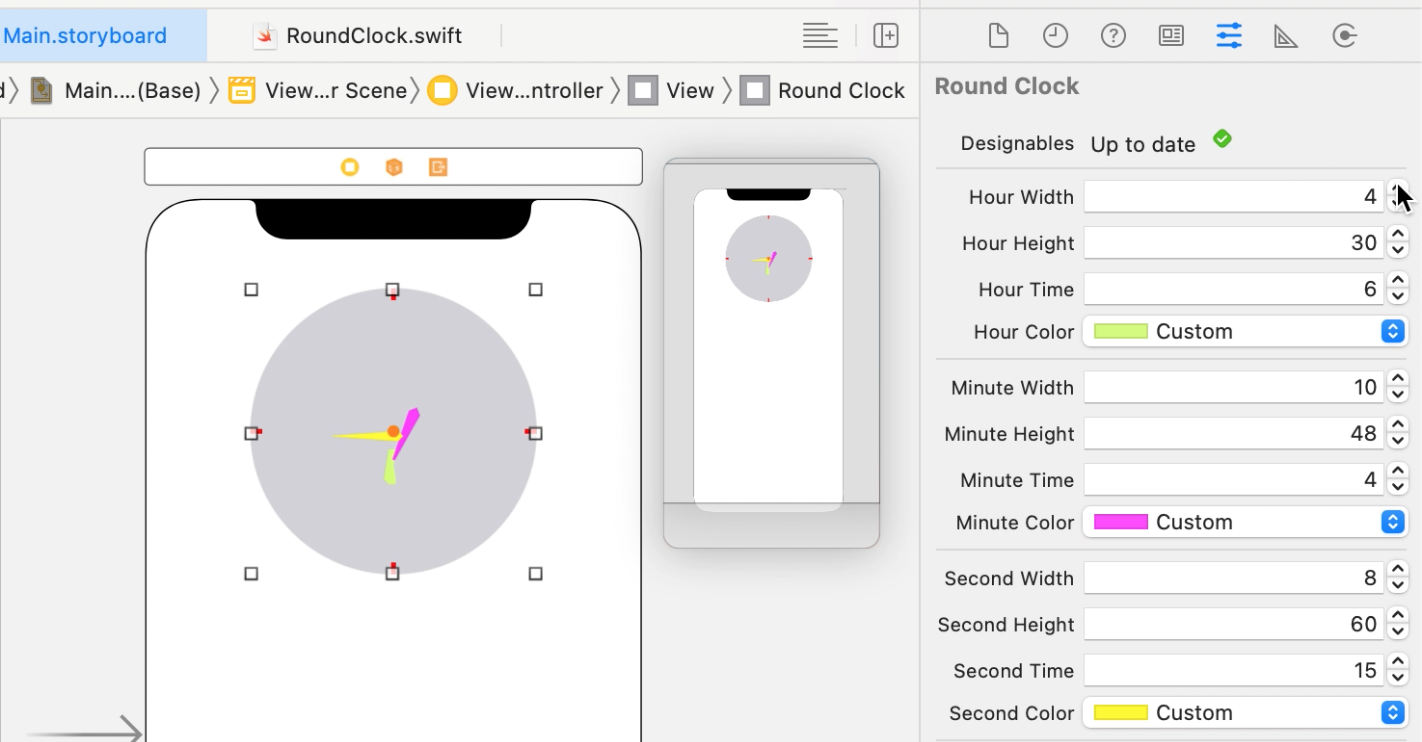 Main.storyboard
RoundClock.swift
d
Main....(Base)
View...r Scene
View...ntroller
View
Round Clock
Round Clock
Designables Up to date
Hour Width 4
Hour Height 30
Hour Time 6
Hour Color Custom
Minute Width 10
Minute Height 48
Minute Time 4
Minute Color Custom
Second Width 8
Second Height 60
Second Time 15
Second Color Custom